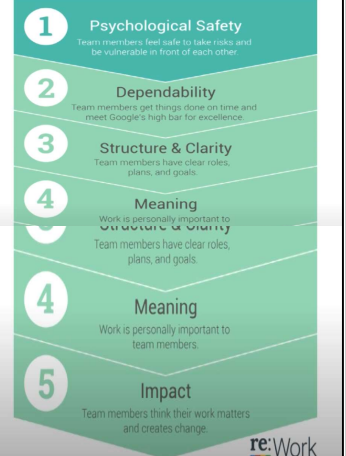 1
Psychological Safety
Team members feel safe to take risks and
be vulnerable in front of each other.
2
Dependability
Team members get things done on time and
meet Google's high bar for excellence.
3
Structure & Clarity
Team members have clear roles,
plans, and goals.
4
Meaning
Work is personally important to
Structure & Clarity
Team members have clear roles,
plans, and goals.
4
Meaning
Work is personally important to
team members.
5
Impact
Team members think their work matters
and creates change.
re:Work